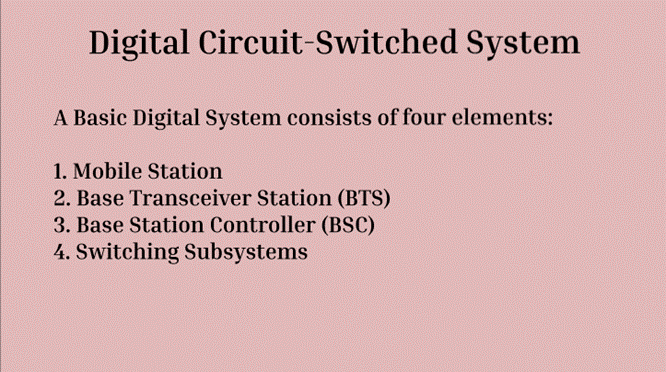 Digital Circuit-Switched System
A Basic Digital System consists of four elements:
1. Mobile Station
2. Base Transceiver Station (BTS)
3. Base Station Controller (BSC)
4. Switching Subsystems